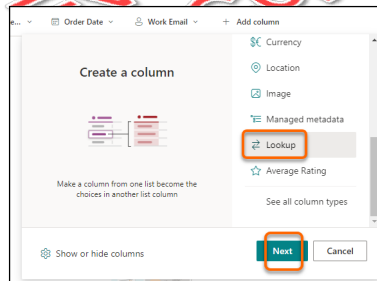 e...
Order Date
Work Email
+ Add column
Create a column
Make a column from one list become the
choices in another list column
Currency
Location
Image
Managed metadata
Lookup
Average Rating
See all column types
Show or hide columns
Next
Cancel